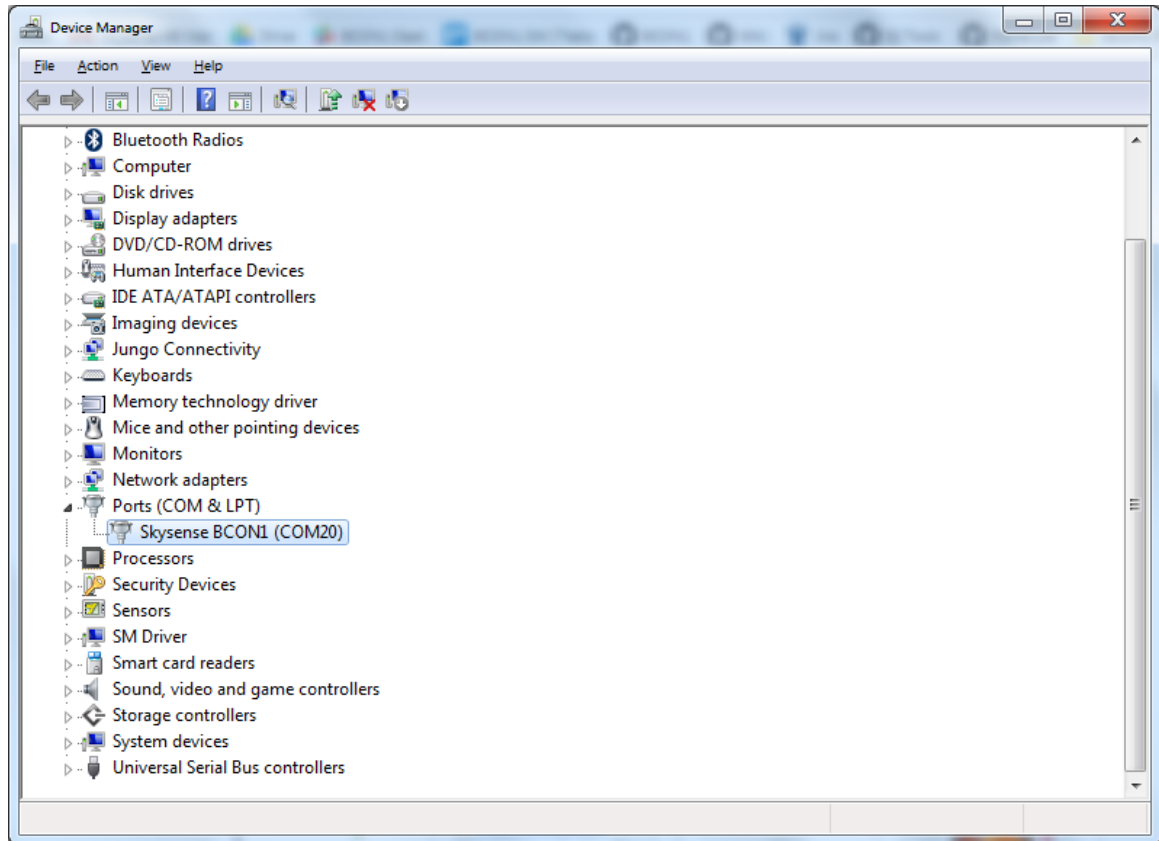 Device Manager
File Action View Help
Bluetooth Radios
Computer
Disk drives
Display adapters
DVD/CD-ROM drives
Human Interface Devices
IDE ATA/ATAPI controllers
Imaging devices
Jungo Connectivity
Keyboards
Memory technology driver
Mice and other pointing devices
Monitors
Network adapters
Ports (COM & LPT)
Skysense BCON1 (COM20)
Processors
Security Devices
Sensors
SM Driver
Smart card readers
Sound, video and game controllers
Storage controllers
System devices
Universal Serial Bus controllers